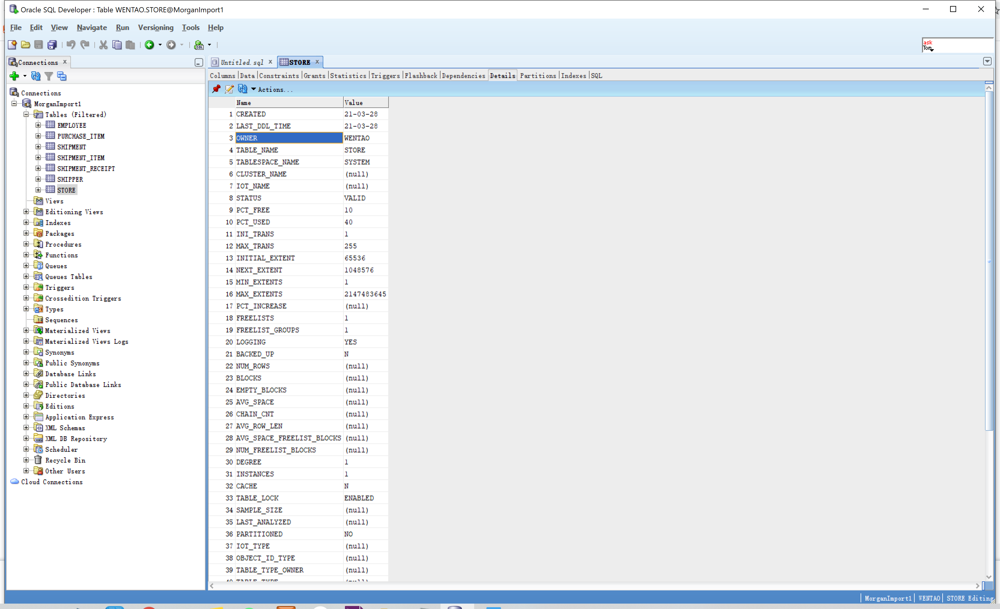 Oracle SQL Developer : Table WENTAO.STORE@MorganImport1
File Edit View Navigate Run Versioning Tools Help
ask
Tom
Connections
Untitled.sql
STORE
Columns Data Constraints Grants Statistics Triggers Flashback Dependencies Details Partitions Indexes SQL
Actions...
Connections
MorganImport1
Tables (Filtered)
EMPLOYEE
PURCHASE_ITEM
SHIPMENT
SHIPMENT_ITEM
SHIPMENT_RECEIPT
SHIPPER
STORE
Views
Editioning Views
Indexes
Packages
Procedures
Functions
Queues
Queues Tables
Triggers
Crossedition Triggers
Types
Sequences
Materialized Views
Materialized Views Logs
Synonyms
Public Synonyms
Database Links
Public Database Links
Directories
Editions
Application Express
XML Schemas
XML DB Repository
Scheduler
Recycle Bin
Other Users
Cloud Connections
Name Value
1 CREATED 21-03-28
2 LAST_DDL_TIME 21-03-28
3 OWNER WENTAO
4 TABLE_NAME STORE
5 TABLESPACE_NAME SYSTEM
6 CLUSTER_NAME (null)
7 IOT_NAME (null)
8 STATUS VALID
9 PCT_FREE 10
10 PCT_USED 40
11 INI_TRANS 1
12 MAX_TRANS 255
13 INITIAL_EXTENT 65536
14 NEXT_EXTENT 1048576
15 MIN_EXTENTS 1
16 MAX_EXTENTS 2147483645
17 PCT_INCREASE (null)
18 FREELISTS 1
19 FREELIST_GROUPS 1
20 LOGGING YES
21 BACKED_UP N
22 NUM_ROWS (null)
23 BLOCKS (null)
24 EMPTY_BLOCKS (null)
25 AVG_SPACE (null)
26 CHAIN_CNT (null)
27 AVG_ROW_LEN (null)
28 AVG_SPACE_FREELIST_BLOCKS (null)
29 NUM_FREELIST_BLOCKS (null)
30 DEGREE 1
31 INSTANCES 1
32 CACHE N
33 TABLE_LOCK ENABLED
34 SAMPLE_SIZE (null)
35 LAST_ANALYZED (null)
36 PARTITIONED NO
37 IOT_TYPE (null)
38 OBJECT_ID_TYPE (null)
39 TABLE_TYPE_OWNER (null)
40 TABLE_TYPE (null)
MorganImport1 WENTAO STORE Editing